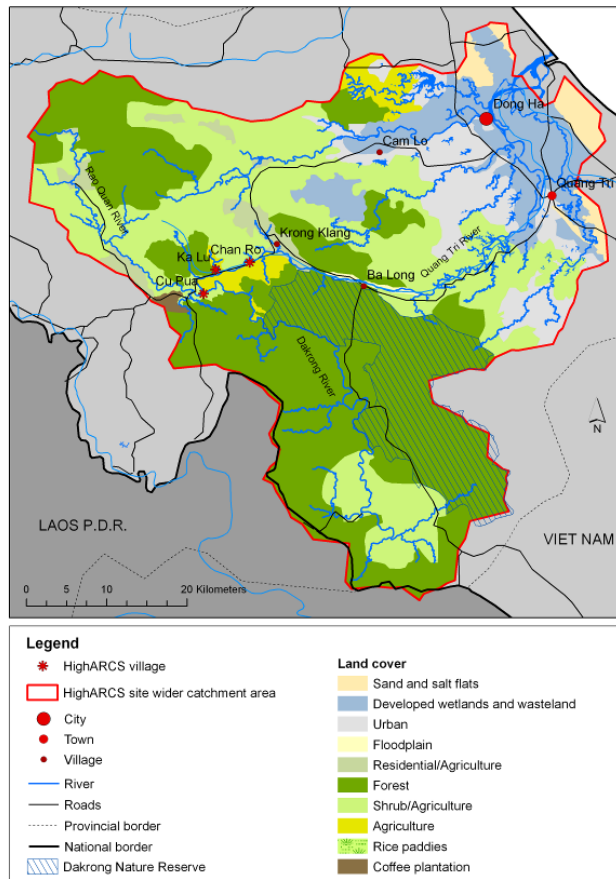 Dong Ha
Cam Lo
Quang Tri
Rao Quan River
Krong Klang
Chan Ro
Quang Tri River
Ka Lu
Ba Long
Cu Pua
Dakrong River
N
LAOS P.D.R.
VIET NAM
0 5 10 20 Kilometers
Legend
HighARCS village
HighARCS site wider catchment area
City
Town
Village
River
Roads
Provincial border
National border
Dakrong Nature Reserve
Land cover
Sand and salt flats
Developed wetlands and wasteland
Urban
Floodplain
Residential/Agriculture
Forest
Shrub/Agriculture
Agriculture
Rice paddies
Coffee plantation